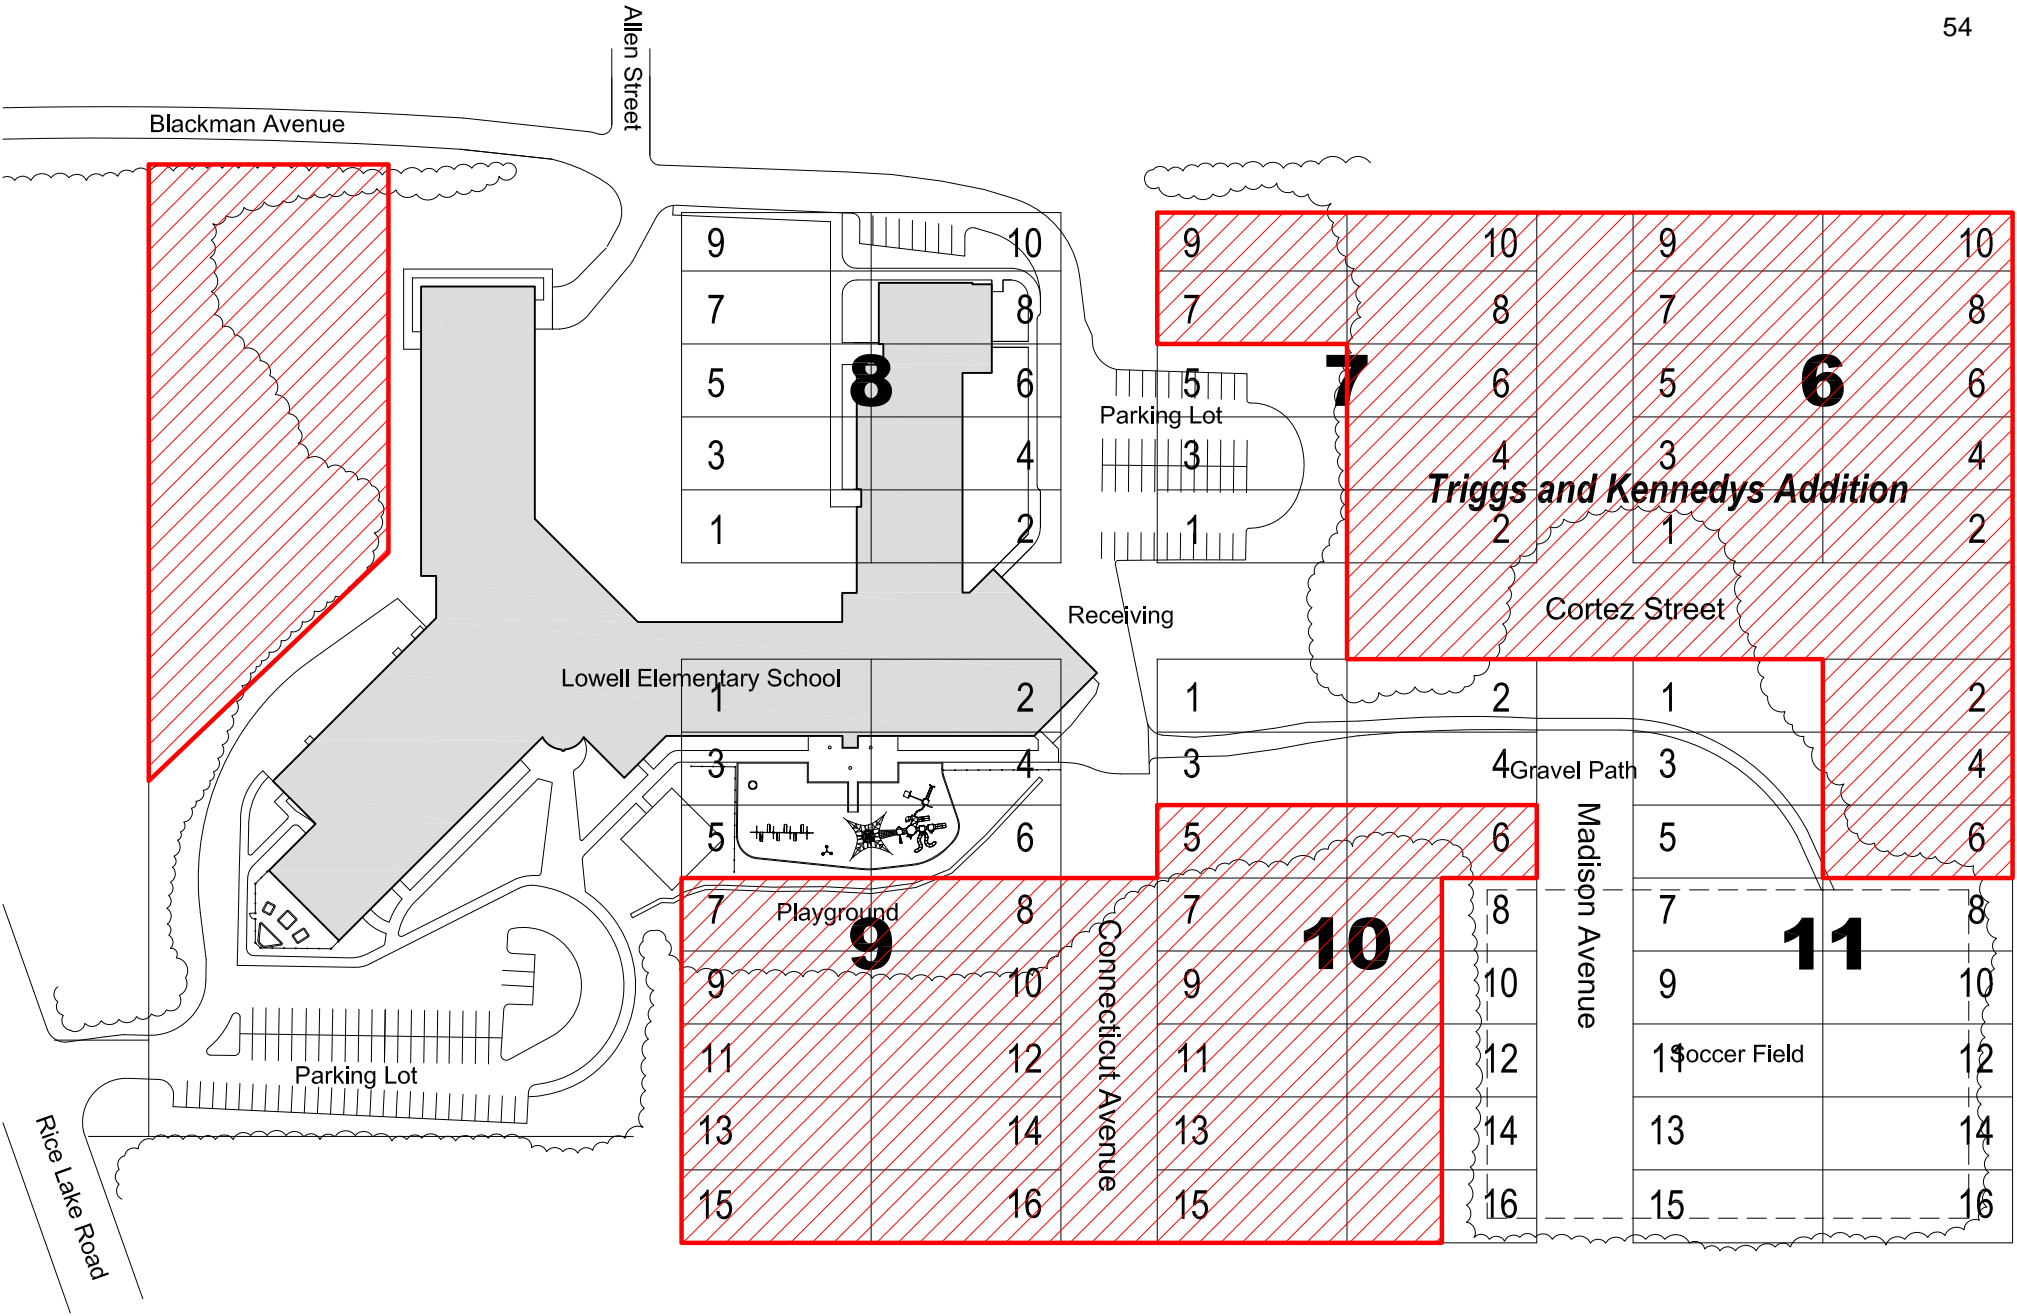 54
Allen Street
Blackman Avenue
9 10 9 10 9 10
7 8 7 8 7 8
8 7 6
5 6 5 6 5 6
Parking Lot
3 4 3 4 3 4
Triggs and Kennedys Addition
1 2 1 2 1 2
Cortez Street
Receiving
Lowell Elementary School
1 2 1 2 1 2
3 4 3 4 3 4
Gravel Path
Madison Avenue
5 6 5 6 5 6
7 8 7 8 7 8
Playground
9 10 11
Connecticut Avenue
9 10 9 10 9 10
11 12 11 12 11 12
Soccer Field
Parking Lot
13 14 13 14 13 14
Rice Lake Road
15 16 15 16 15 16